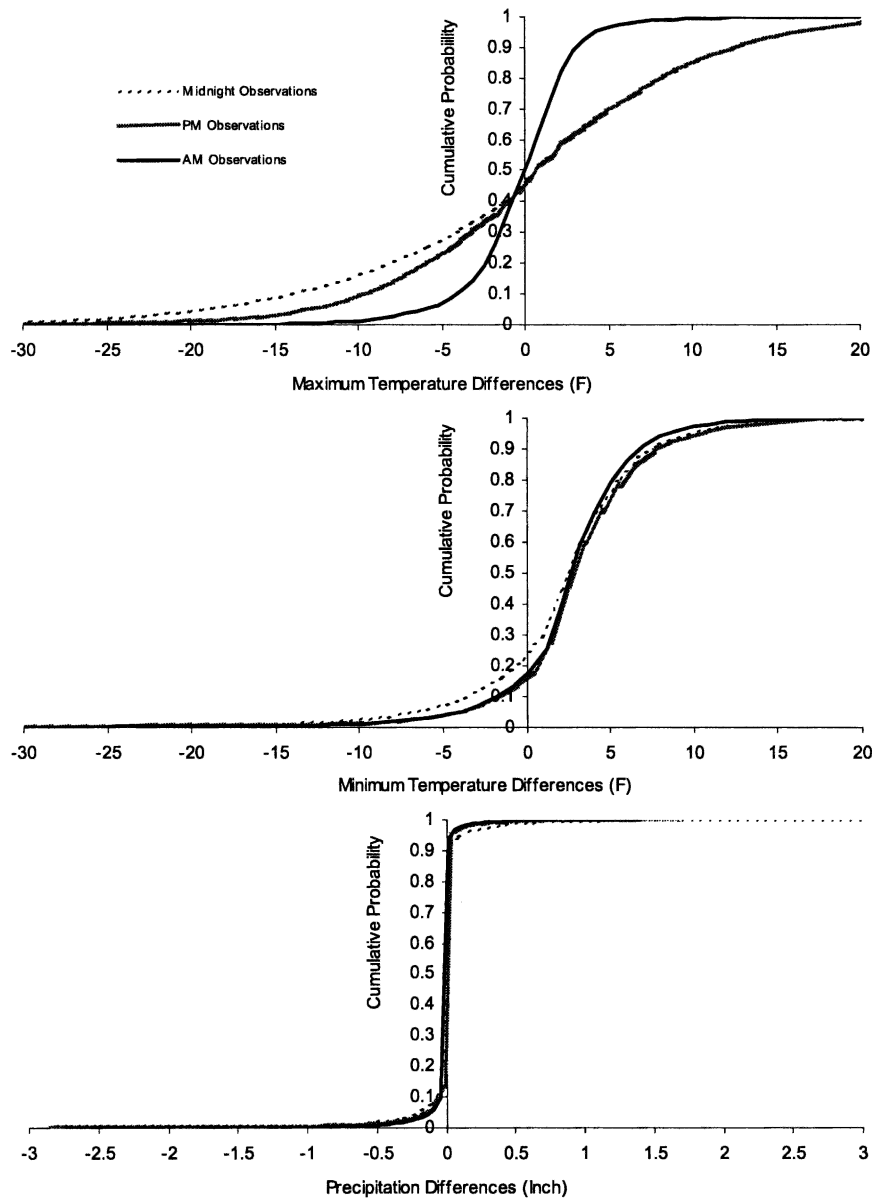 Cumulative Probability
1
0.9
0.8
0.7
0.6
0.5
0.4
0.3
0.2
0.1
0
Midnight Observations
PM Observations
AM Observations
-30 -25 -20 -15 -10 -5 0 5 10 15 20
Maximum Temperature Differences (F)
Cumulative Probability
1
0.9
0.8
0.7
0.6
0.5
0.4
0.3
0.2
0.1
0
-30 -25 -20 -15 -10 -5 0 5 10 15 20
Minimum Temperature Differences (F)
Cumulative Probability
1
0.9
0.8
0.7
0.6
0.5
0.4
0.3
0.2
0.1
0
-3 -2.5 -2 -1.5 -1 -0.5 0 0.5 1 1.5 2 2.5 3
Precipitation Differences (Inch)